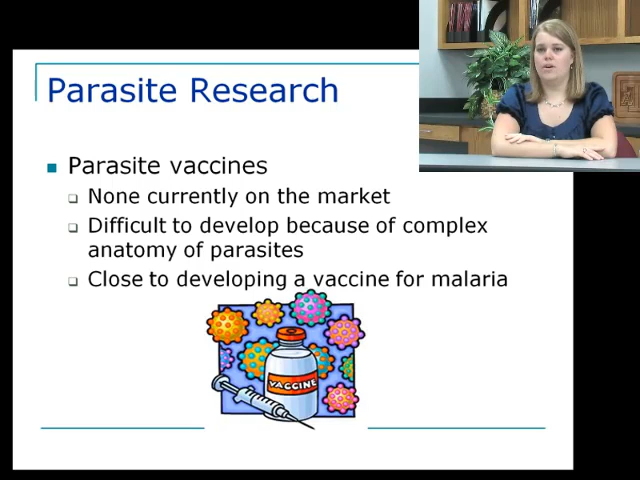 Parasite Research
Parasite vaccines
None currently on the market
Difficult to develop because of complex
anatomy of parasites
Close to developing a vaccine for malaria
VACCINE